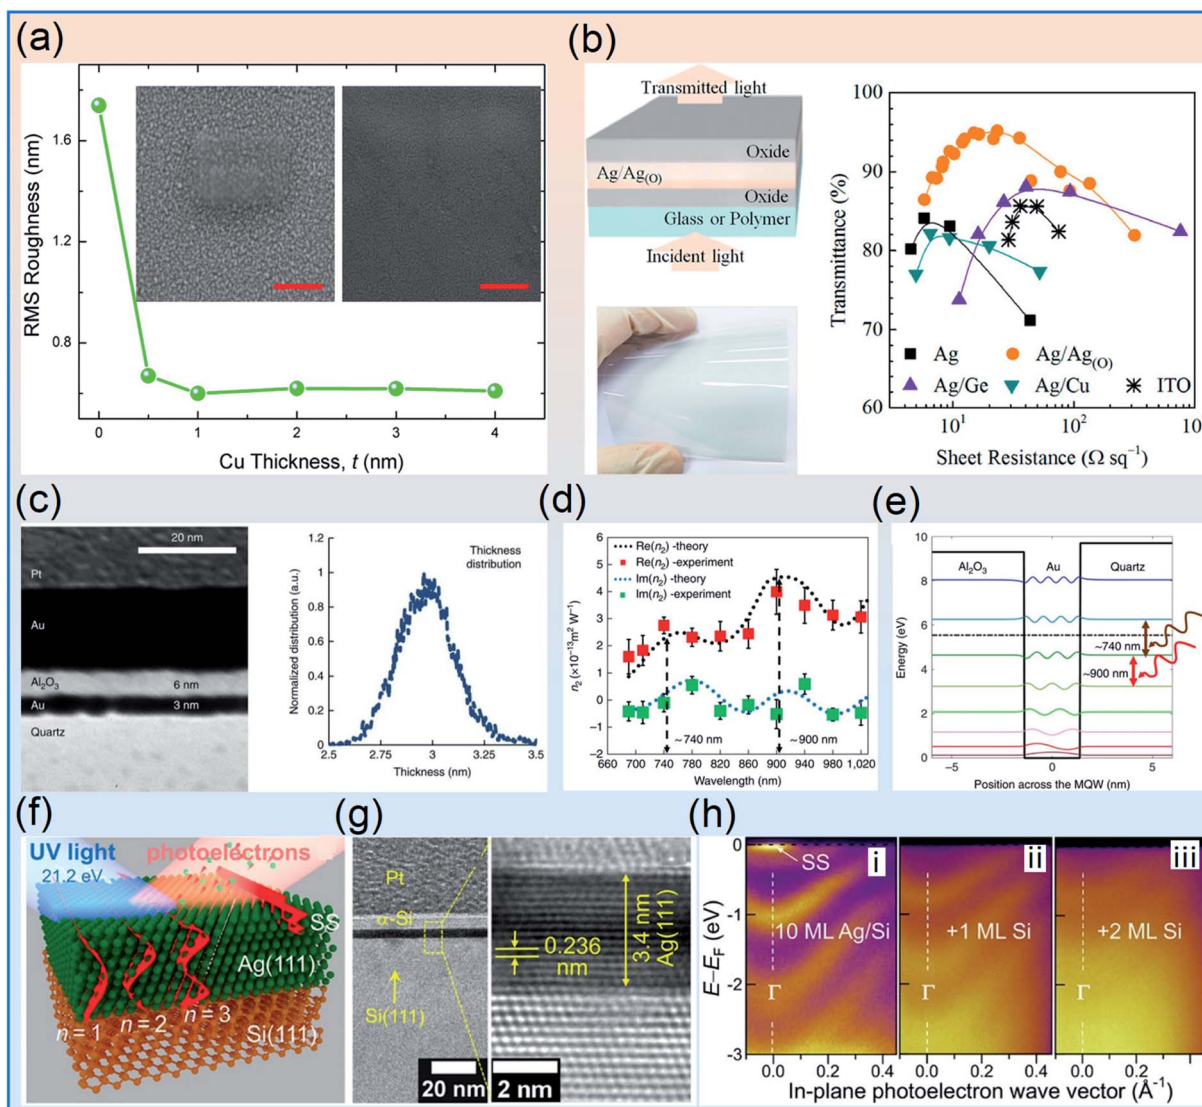 (a)
RMS Roughness (nm)
1.6
1.2
0.8
0
1
2
3
4
Cu Thickness, t (nm)
(b)
Transmitted light
Oxide
Ag/Ag(O)
Oxide
Glass or Polymer
Incident light
Transmittance (%)
100
90
80
70
60
Ag
Ag/Ag(O)
Ag/Ge
Ag/Cu
ITO
10¹
10²
10³
Sheet Resistance (Ω sq⁻¹)
(c)
20 nm
Pt
Au
Al₂O₃
6 nm
Au
3 nm
Quartz
Normalized distribution (a.u.)
1
0.8
0.6
0.4
0.2
0
Thickness
distribution
2.5
2.75
3
3.25
3.5
Thickness (nm)
(d)
n₂ (×10⁻¹³m² W⁻¹)
6
5
4
3
2
1
0
−1
−2
Re(n₂) -theory
Re(n₂) -experiment
Im(n₂) -theory
Im(n₂) -experiment
~740 nm
~900 nm
660
700
740
780
820
860
900
940
980
1,020
Wavelength (nm)
(e)
Energy (eV)
10
9
8
7
6
5
4
3
2
1
0
Al₂O₃
Au
Quartz
~740 nm
~900 nm
−5
0
5
Position across the MQW (nm)
(f)
UV light
21.2 eV
photoelectrons
SS
Ag(111)
n = 1
n = 2
n = 3
Si(111)
(g)
Pt
α-Si
Si(111)
20 nm
0.236
nm
3.4 nm
Ag(111)
2 nm
(h)
E–E_F (eV)
0
-1
-2
-3
i
SS
10 ML Ag/Si
Γ
ii
+1 ML Si
Γ
iii
+2 ML Si
Γ
0.0
0.2
0.4
0.0
0.2
0.4
0.0
0.2
0.4
In-plane photoelectron wave vector (Å⁻¹)